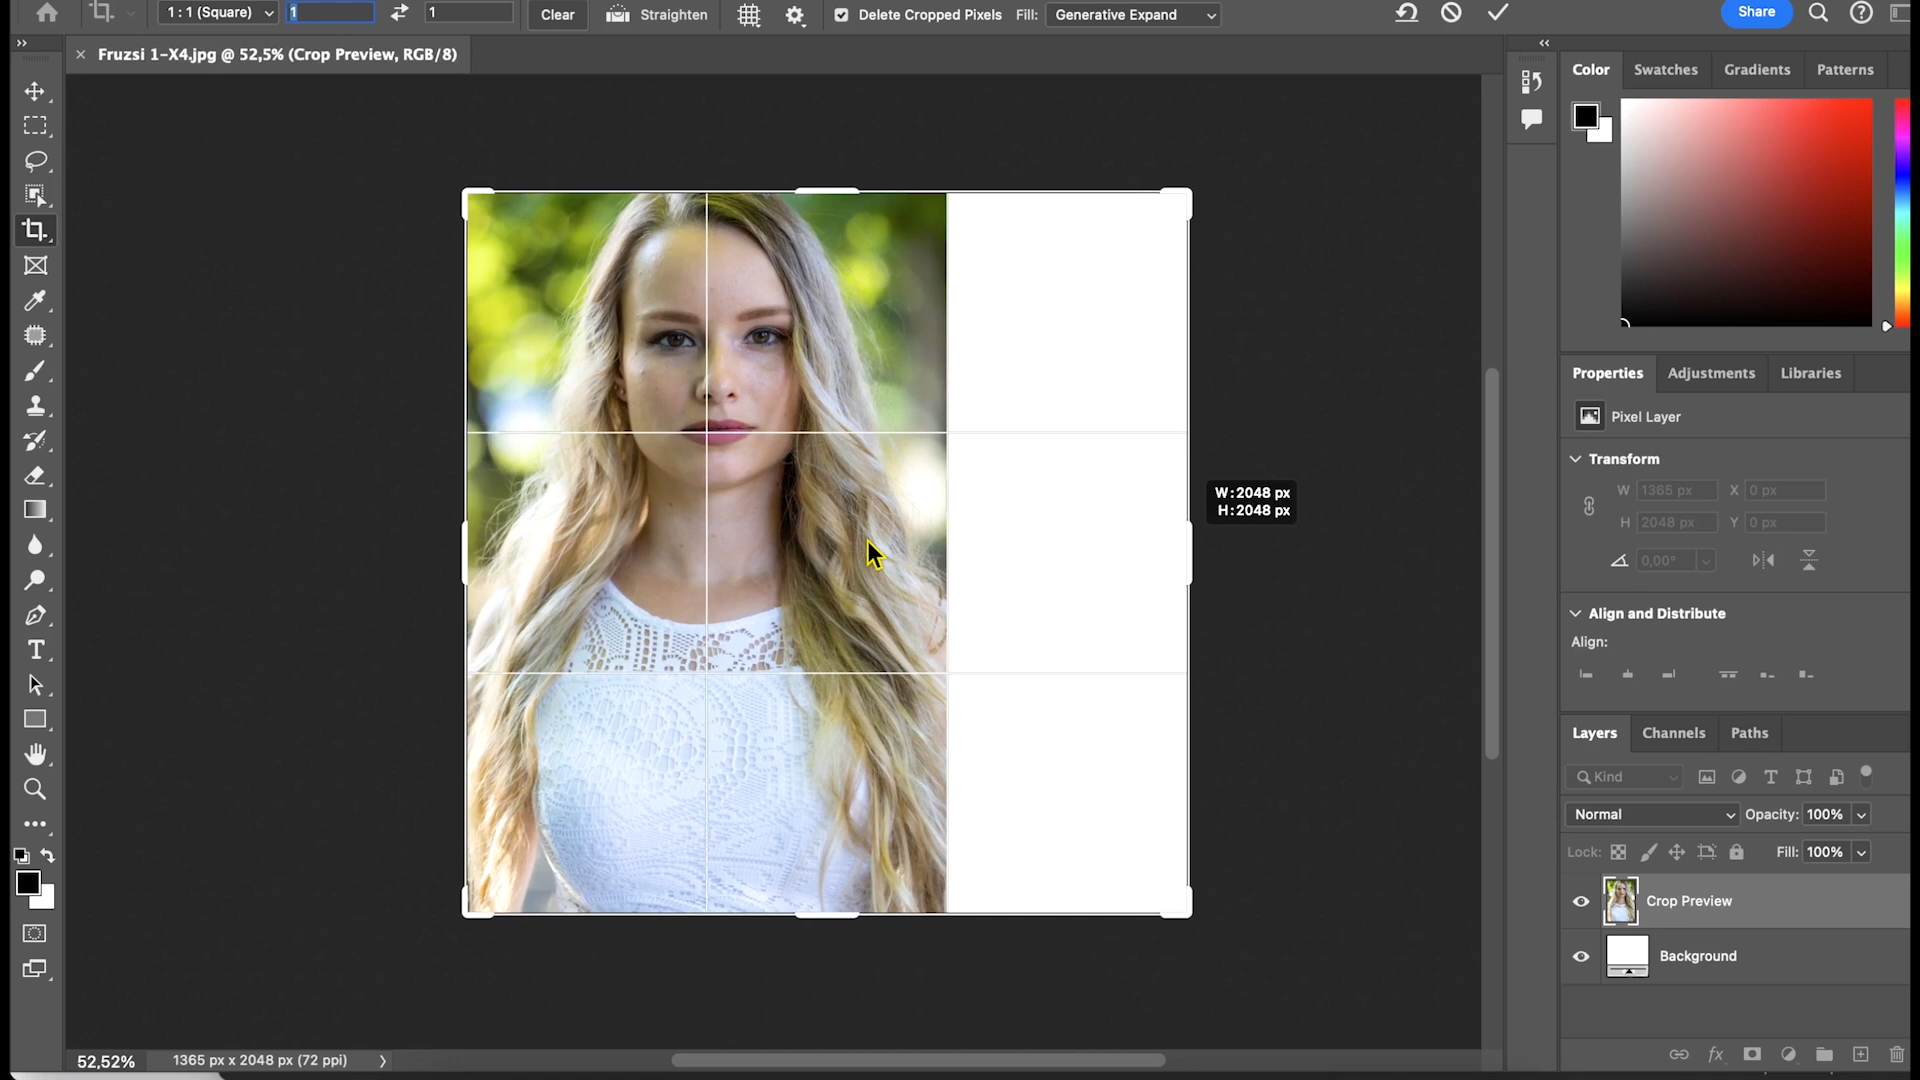 1 : 1 (Square)
1
1
Clear
Straighten
Delete Cropped Pixels
Fill:
Generative Expand
Share
Fruzsi 1-X4.jpg @ 52,5% (Crop Preview, RGB/8)
Color
Swatches
Gradients
Patterns
Properties
Adjustments
Libraries
Pixel Layer
Transform
W 1365 px X 0 px
H 2048 px Y 0 px
0,00°
W: 2048 px
H: 2048 px
Align and Distribute
Align:
Layers
Channels
Paths
Kind
Normal
Opacity: 100%
Lock:
Fill: 100%
Crop Preview
Background
52,52%
1365 px x 2048 px (72 ppi)